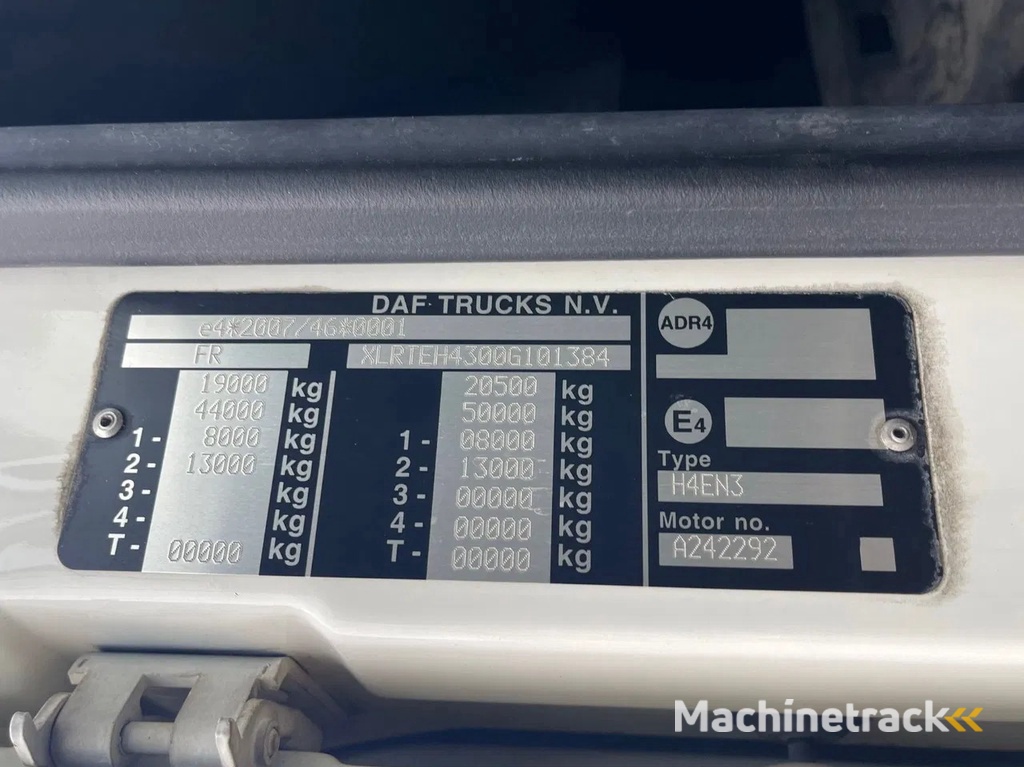 DAF TRUCKS N.V.
e4*2007/46*0001
FR XLRTEH4300G101384
19000 kg 20500 kg
44000 kg 50000 kg
1- 8000 kg 1- 08000 kg
2- 13000 kg 2- 13000 kg
3- kg 3- 00000 kg
4- kg 4- 00000 kg
T- 00000 kg T- 00000 kg
ADR4
E4
Type
H4EN3
Motor no.
A242292
Machinetrack